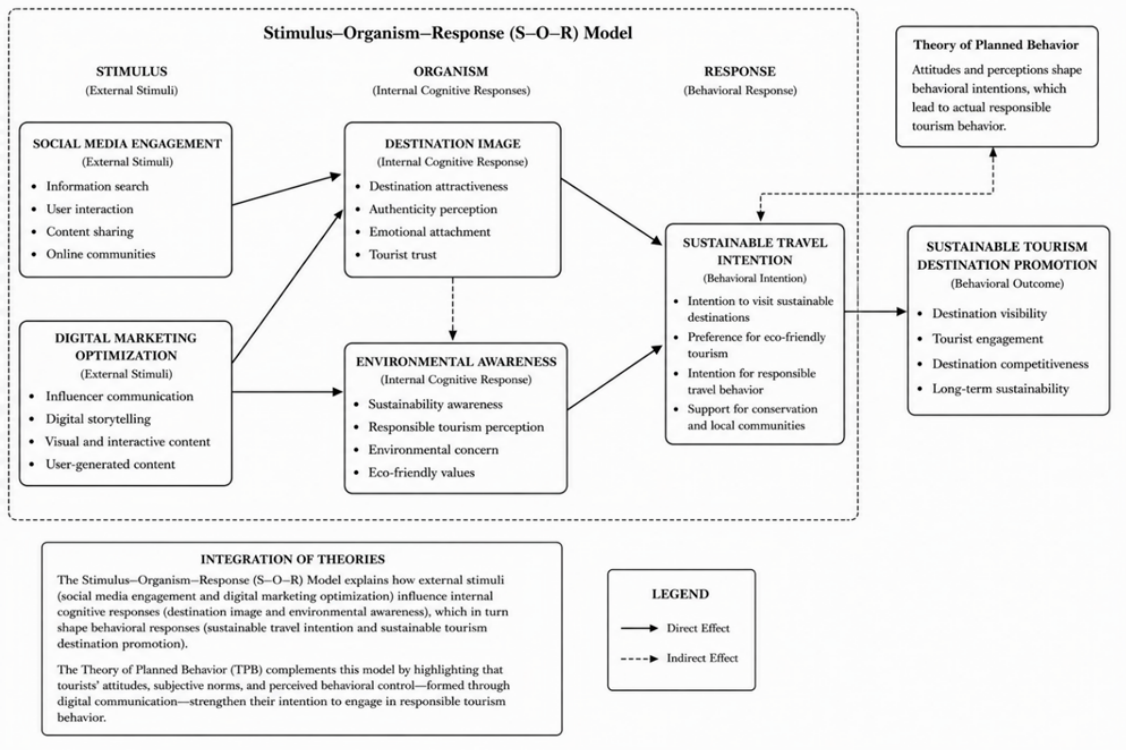 Stimulus–Organism–Response (S–O–R) Model
STIMULUS
(External Stimuli)
ORGANISM
(Internal Cognitive Responses)
RESPONSE
(Behavioral Response)
SOCIAL MEDIA ENGAGEMENT
(External Stimuli)
• Information search
• User interaction
• Content sharing
• Online communities
DIGITAL MARKETING
OPTIMIZATION
(External Stimuli)
• Influencer communication
• Digital storytelling
• Visual and interactive content
• User-generated content
DESTINATION IMAGE
(Internal Cognitive Response)
• Destination attractiveness
• Authenticity perception
• Emotional attachment
• Tourist trust
ENVIRONMENTAL AWARENESS
(Internal Cognitive Response)
• Sustainability awareness
• Responsible tourism perception
• Environmental concern
• Eco-friendly values
SUSTAINABLE TRAVEL
INTENTION
(Behavioral Intention)
• Intention to visit sustainable
destinations
• Preference for eco-friendly
tourism
• Intention for responsible
travel behavior
• Support for conservation
and local communities
Theory of Planned Behavior
Attitudes and perceptions shape
behavioral intentions, which
lead to actual responsible
tourism behavior.
SUSTAINABLE TOURISM
DESTINATION PROMOTION
(Behavioral Outcome)
• Destination visibility
• Tourist engagement
• Destination competitiveness
• Long-term sustainability
INTEGRATION OF THEORIES
The Stimulus–Organism–Response (S–O–R) Model explains how external stimuli
(social media engagement and digital marketing optimization) influence internal
cognitive responses (destination image and environmental awareness), which in turn
shape behavioral responses (sustainable travel intention and sustainable tourism
destination promotion).
The Theory of Planned Behavior (TPB) complements this model by highlighting that
tourists' attitudes, subjective norms, and perceived behavioral control—formed through
digital communication—strengthen their intention to engage in responsible tourism
behavior.
LEGEND
Direct Effect
Indirect Effect